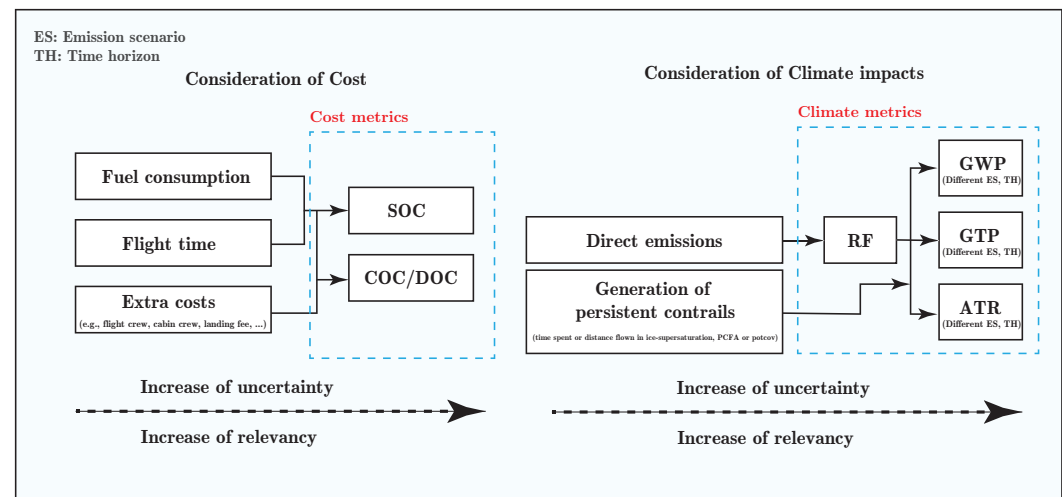 ES: Emission scenario
TH: Time horizon
Consideration of Cost
Cost metrics
Fuel consumption
Flight time
Extra costs
(e.g., flight crew, cabin crew, landing fee, ...)
SOC
COC/DOC
Increase of uncertainty
Increase of relevancy
Consideration of Climate impacts
Climate metrics
Direct emissions
Generation of
persistent contrails
(time spent or distance flown in ice-supersaturation, PCFA or potcov)
RF
GWP
(Different ES, TH)
GTP
(Different ES, TH)
ATR
(Different ES, TH)
Increase of uncertainty
Increase of relevancy